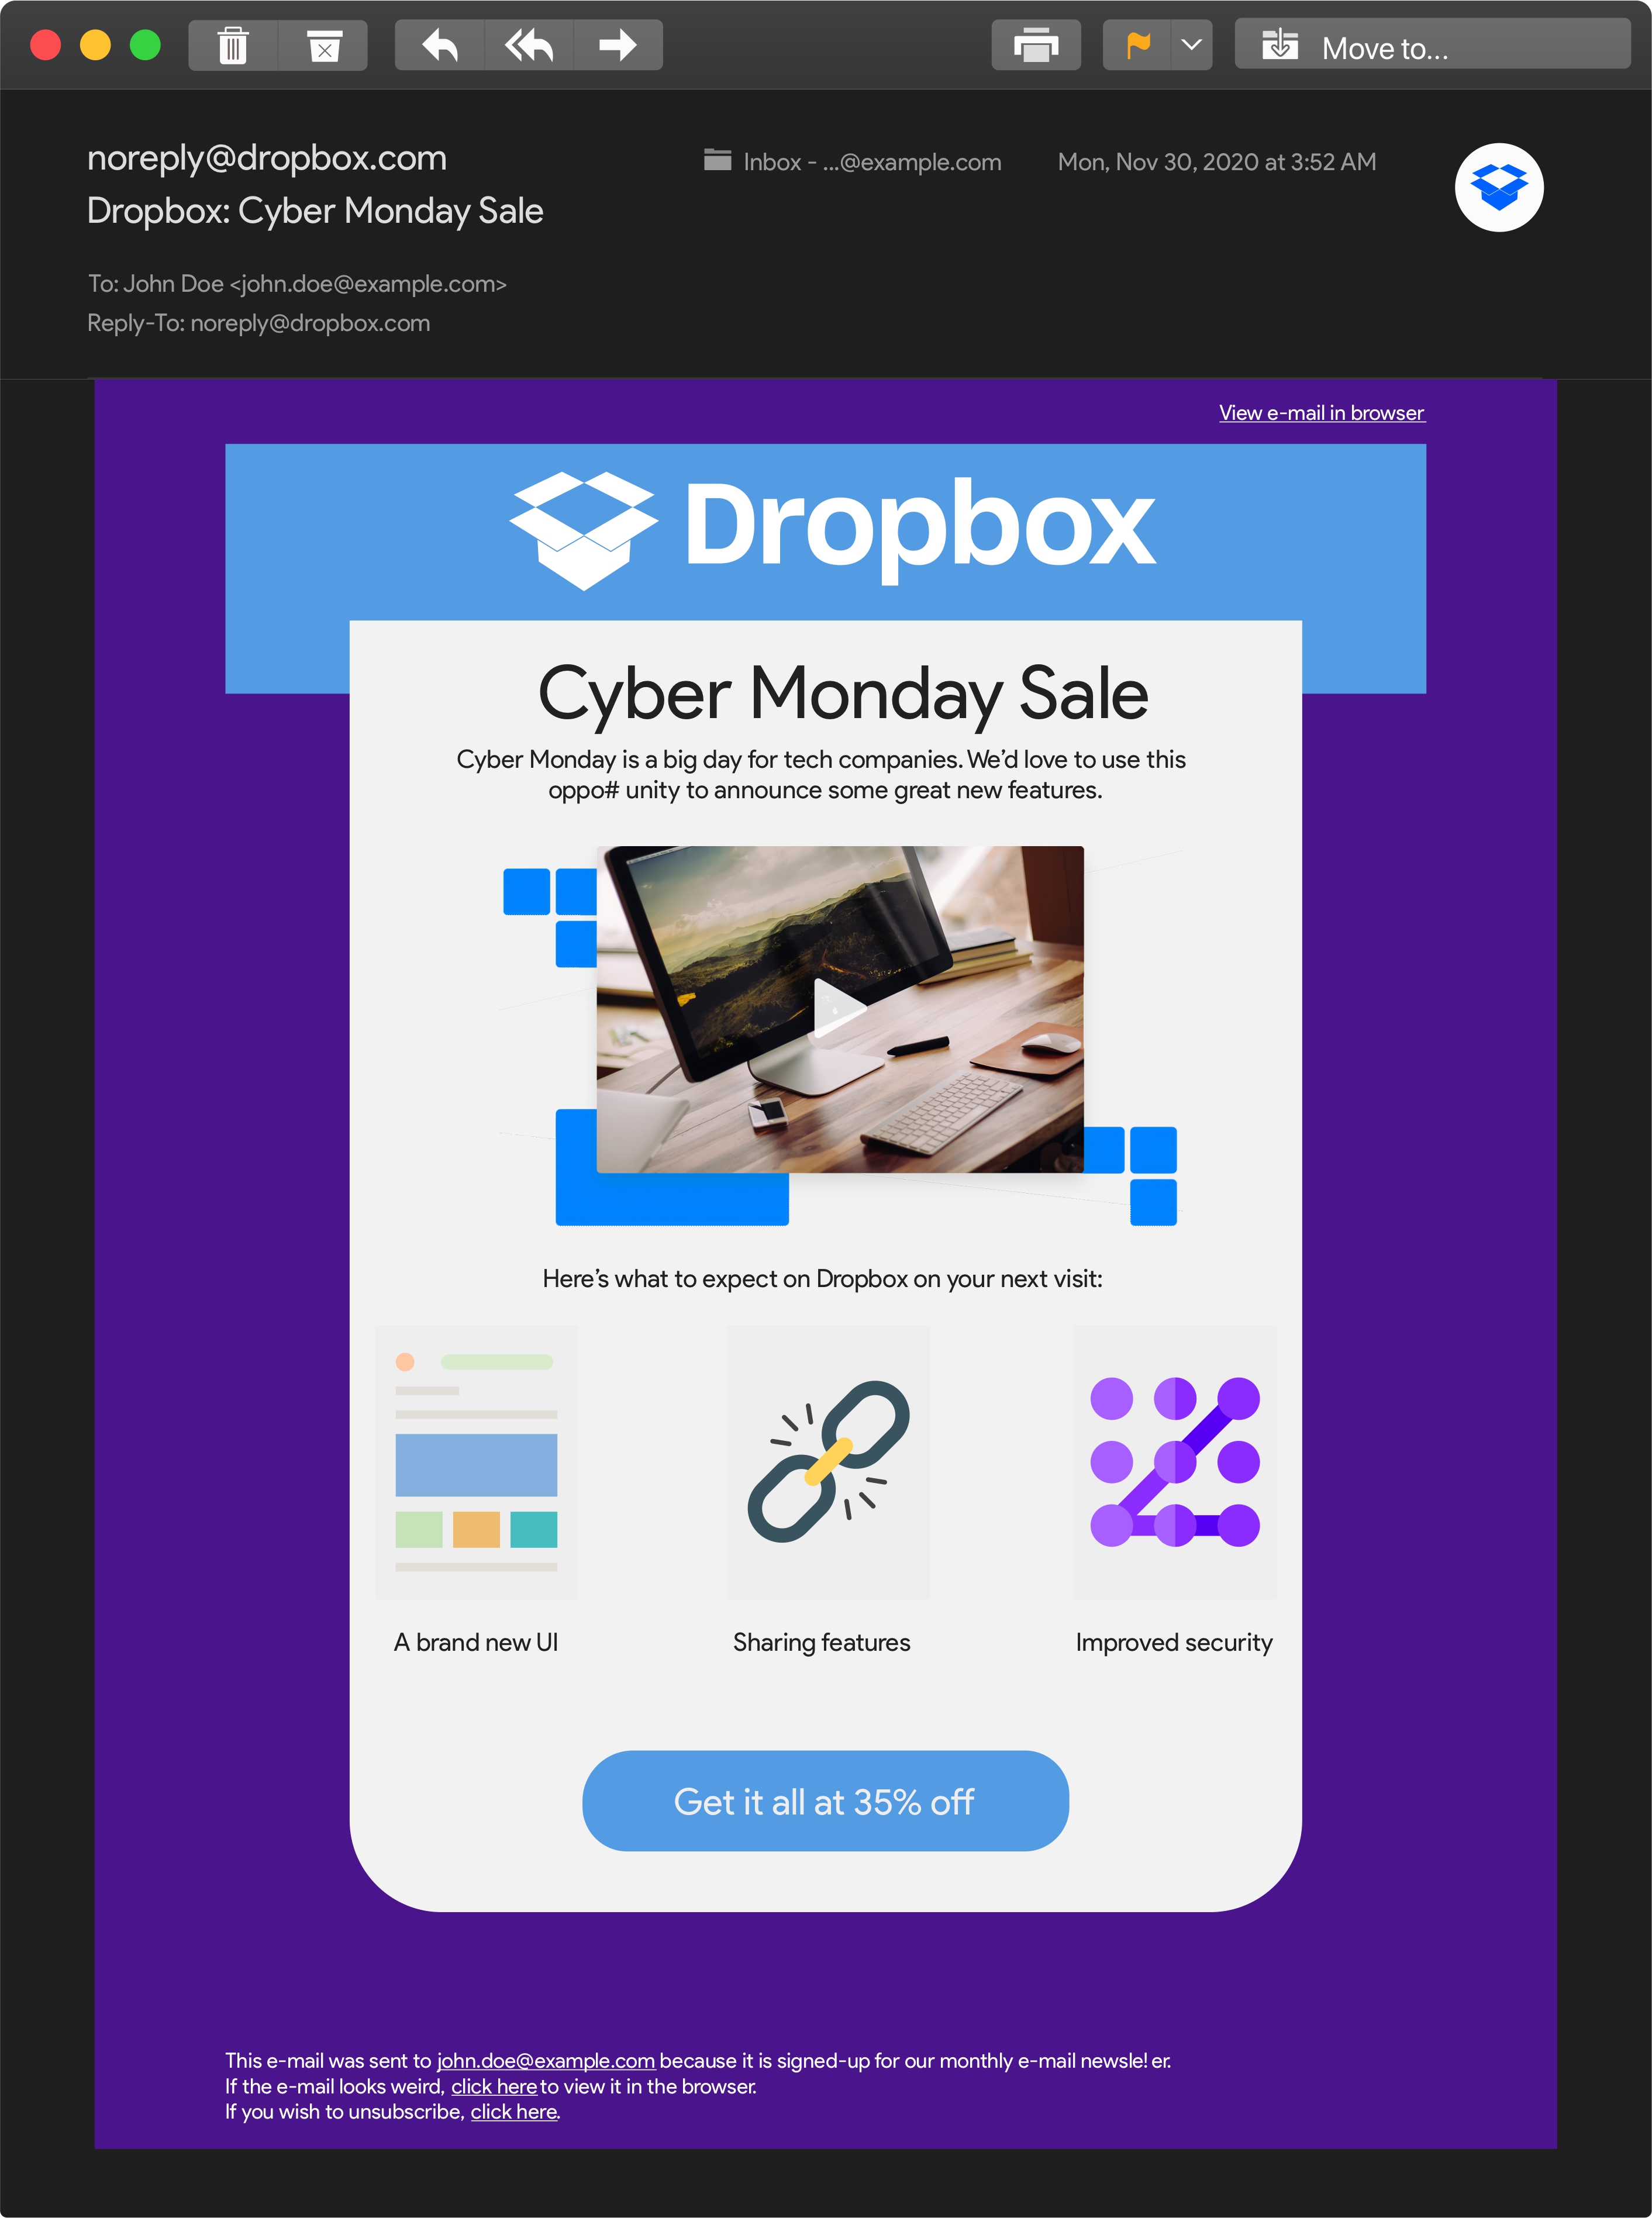 Move to...
noreply@dropbox.com
Inbox - ...@example.com
Mon, Nov 30, 2020 at 3:52 AM
Dropbox: Cyber Monday Sale
To: John Doe <john.doe@example.com>
Reply-To: noreply@dropbox.com
View e-mail in browser
Dropbox
Cyber Monday Sale
Cyber Monday is a big day for tech companies. We’d love to use this
oppo# unity to announce some great new features.
Here’s what to expect on Dropbox on your next visit:
A brand new UI
Sharing features
Improved security
Get it all at 35% off
This e-mail was sent to john.doe@example.com because it is signed-up for our monthly e-mail newsle! er.
If the e-mail looks weird, click here to view it in the browser.
If you wish to unsubscribe, click here.